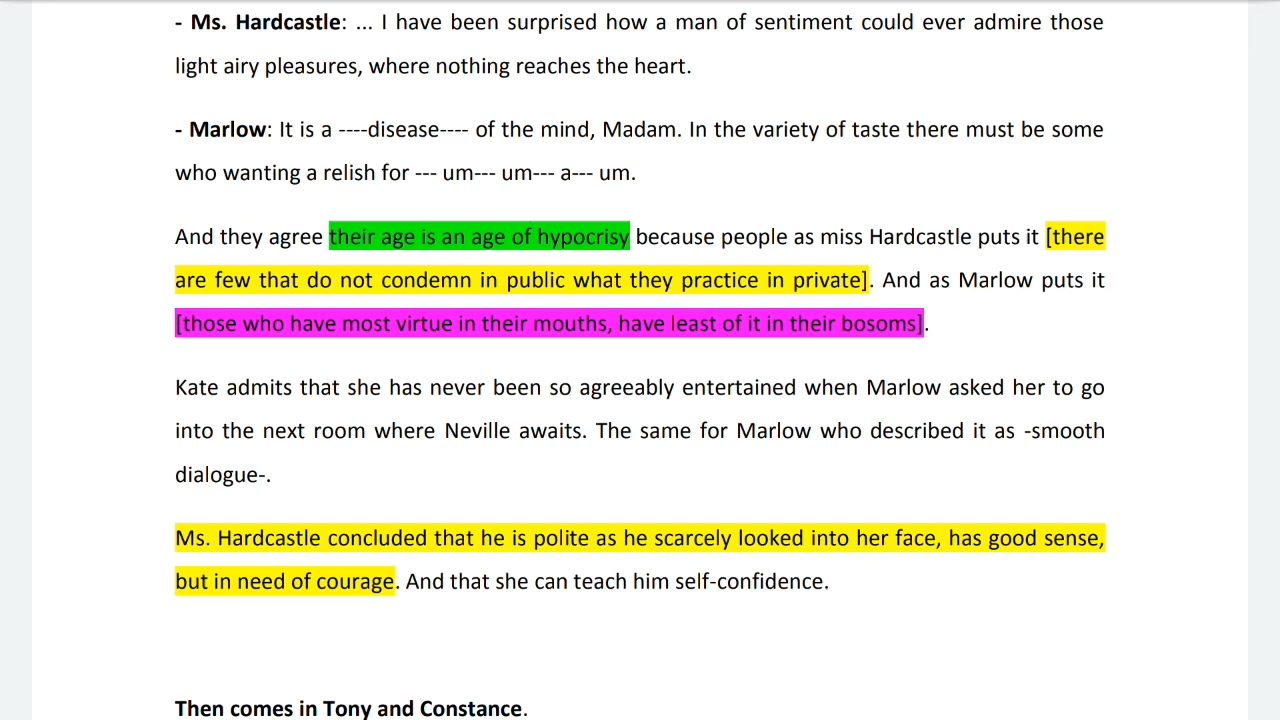 - Ms. Hardcastle: ... I have been surprised how a man of sentiment could ever admire those
light airy pleasures, where nothing reaches the heart.
- Marlow: It is a ----disease---- of the mind, Madam. In the variety of taste there must be some
who wanting a relish for --- um--- um--- a--- um.
And they agree their age is an age of hypocrisy because people as miss Hardcastle puts it [there
are few that do not condemn in public what they practice in private]. And as Marlow puts it
[those who have most virtue in their mouths, have least of it in their bosoms].
Kate admits that she has never been so agreeably entertained when Marlow asked her to go
into the next room where Neville awaits. The same for Marlow who described it as -smooth
dialogue-.
Ms. Hardcastle concluded that he is polite as he scarcely looked into her face, has good sense,
but in need of courage. And that she can teach him self-confidence.
Then comes in Tony and Constance.